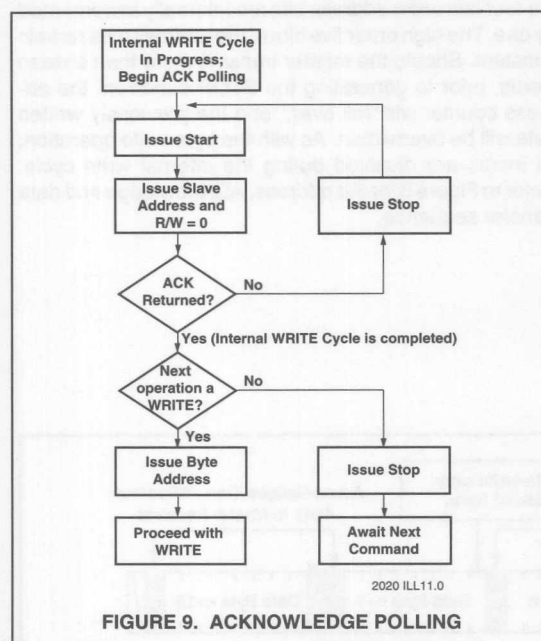 Internal WRITE Cycle
In Progress;
Begin ACK Polling
Issue Start
Issue Slave
Address and
R/W = 0
Issue Stop
ACK
Returned?
No
Yes (Internal WRITE Cycle is completed)
Next
operation a
WRITE?
No
Yes
Issue Byte
Address
Issue Stop
Proceed with
WRITE
Await Next
Command
2020 ILL11.0
FIGURE 9. ACKNOWLEDGE POLLING